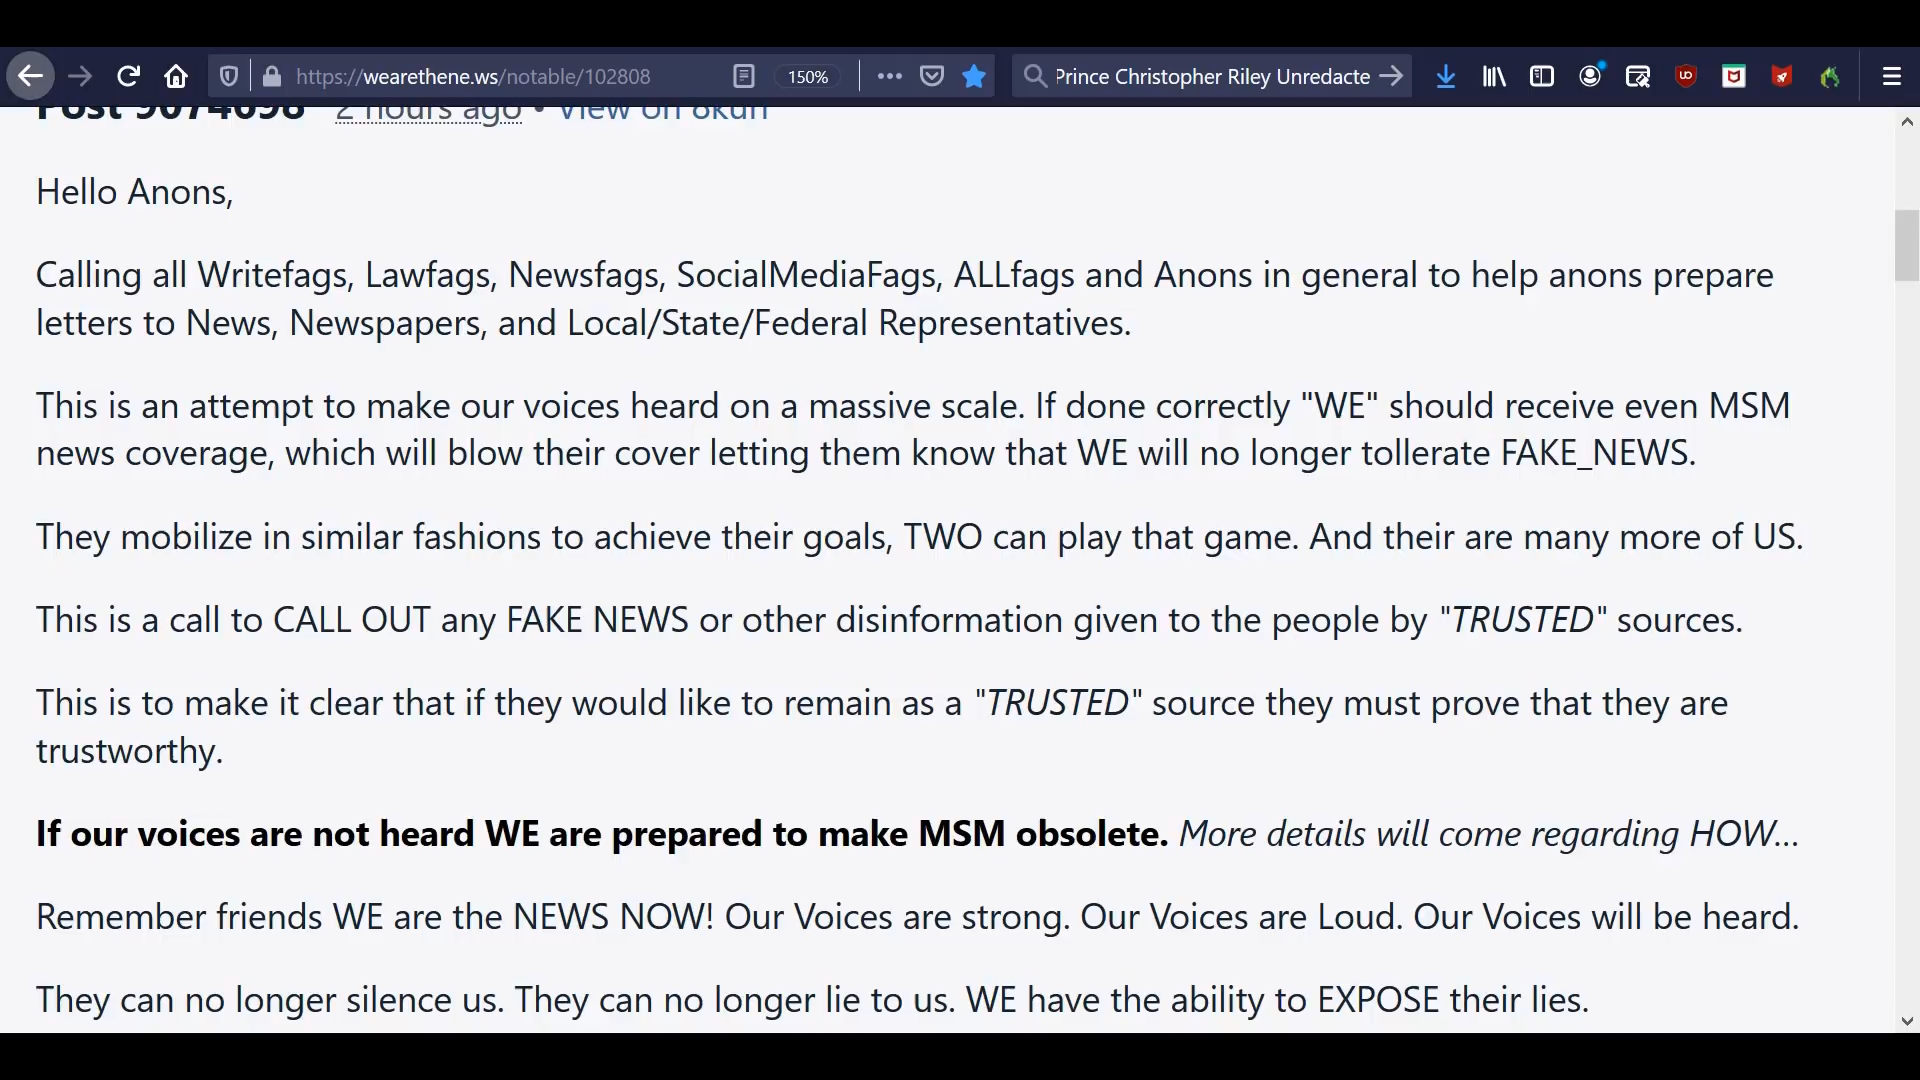 https://wearethene.ws/notable/102808
150%
Prince Christopher Riley Unredacte
Post 9074698 2 hours ago • View on 8kun
Hello Anons,
Calling all Writefags, Lawfags, Newsfags, SocialMediaFags, ALLfags and Anons in general to help anons prepare
letters to News, Newspapers, and Local/State/Federal Representatives.
This is an attempt to make our voices heard on a massive scale. If done correctly "WE" should receive even MSM
news coverage, which will blow their cover letting them know that WE will no longer tollerate FAKE_NEWS.
They mobilize in similar fashions to achieve their goals, TWO can play that game. And their are many more of US.
This is a call to CALL OUT any FAKE NEWS or other disinformation given to the people by "TRUSTED" sources.
This is to make it clear that if they would like to remain as a "TRUSTED" source they must prove that they are
trustworthy.
If our voices are not heard WE are prepared to make MSM obsolete. More details will come regarding HOW...
Remember friends WE are the NEWS NOW! Our Voices are strong. Our Voices are Loud. Our Voices will be heard.
They can no longer silence us. They can no longer lie to us. WE have the ability to EXPOSE their lies.